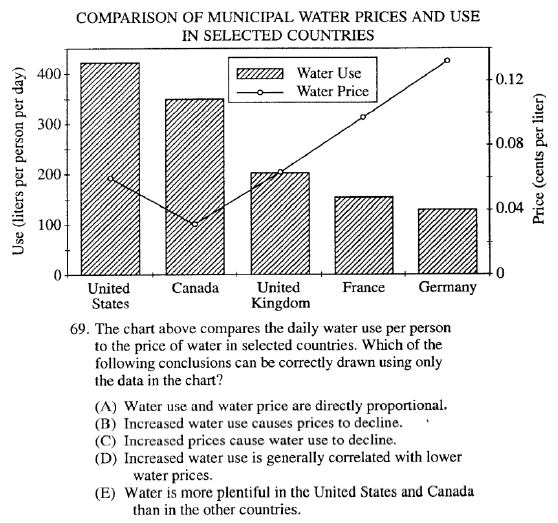 COMPARISON OF MUNICIPAL WATER PRICES AND USE
IN SELECTED COUNTRIES
Use (liters per person per day)
400
300
200
100
0
Water Use
Water Price
0.12
0.08
0.04
0
Price (cents per liter)
United States
Canada
United Kingdom
France
Germany
69. The chart above compares the daily water use per person
to the price of water in selected countries. Which of the
following conclusions can be correctly drawn using only
the data in the chart?
(A) Water use and water price are directly proportional.
(B) Increased water use causes prices to decline.
(C) Increased prices cause water use to decline.
(D) Increased water use is generally correlated with lower
water prices.
(E) Water is more plentiful in the United States and Canada
than in the other countries.